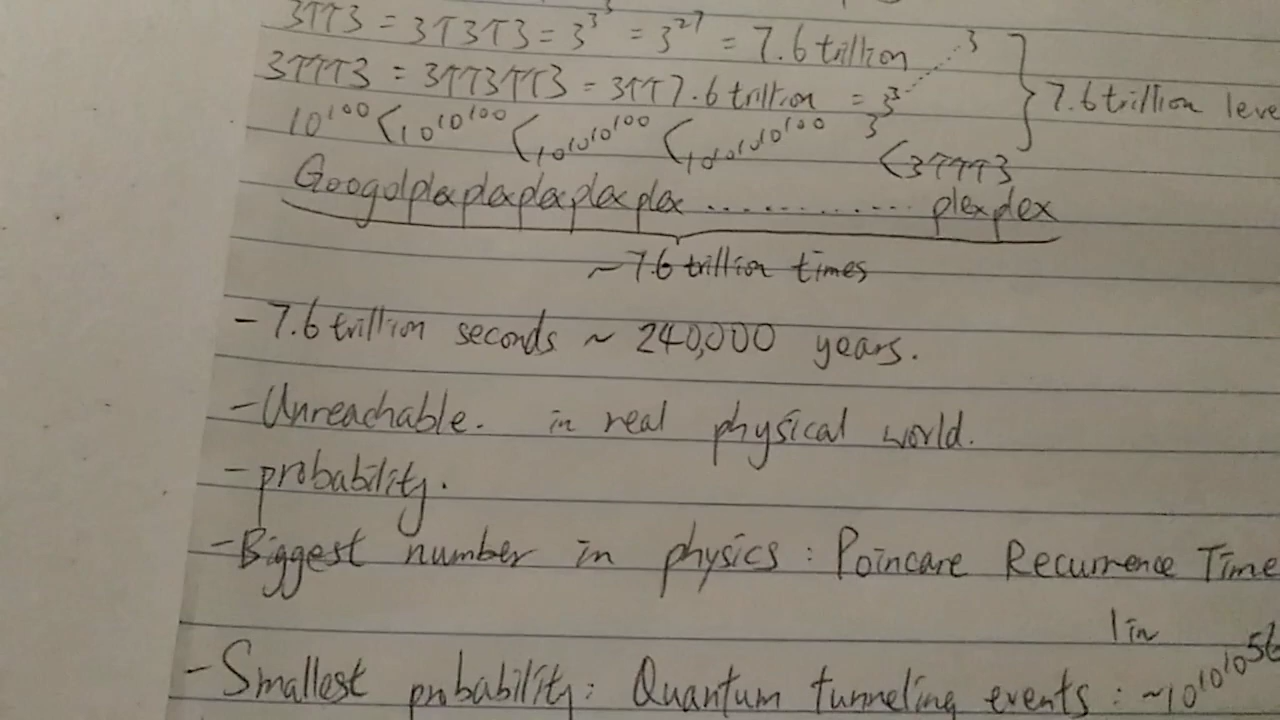 3↑↑3 = 3↑3↑3 = 3^3^3 = 3^27 = 7.6 trillion
3↑↑↑3 = 3↑↑3↑↑3 = 3↑↑7.6 trillion = 3^3^3⋰3 } 7.6 trillion leve
10^100 < 10^10^100 < 10^10^10^100 < 10^10^10^10^100 < 3↑↑↑3
Googolplexplexplexplexplex .............. plexplex
~7.6 trillion times
- 7.6 trillion seconds ~ 240,000 years.
- Unreachable. in real physical world.
- probability.
- Biggest number in physics : Poincare Recurrence Time
- Smallest probability : Quantum tunneling events : 1 in ~10^10^10^56